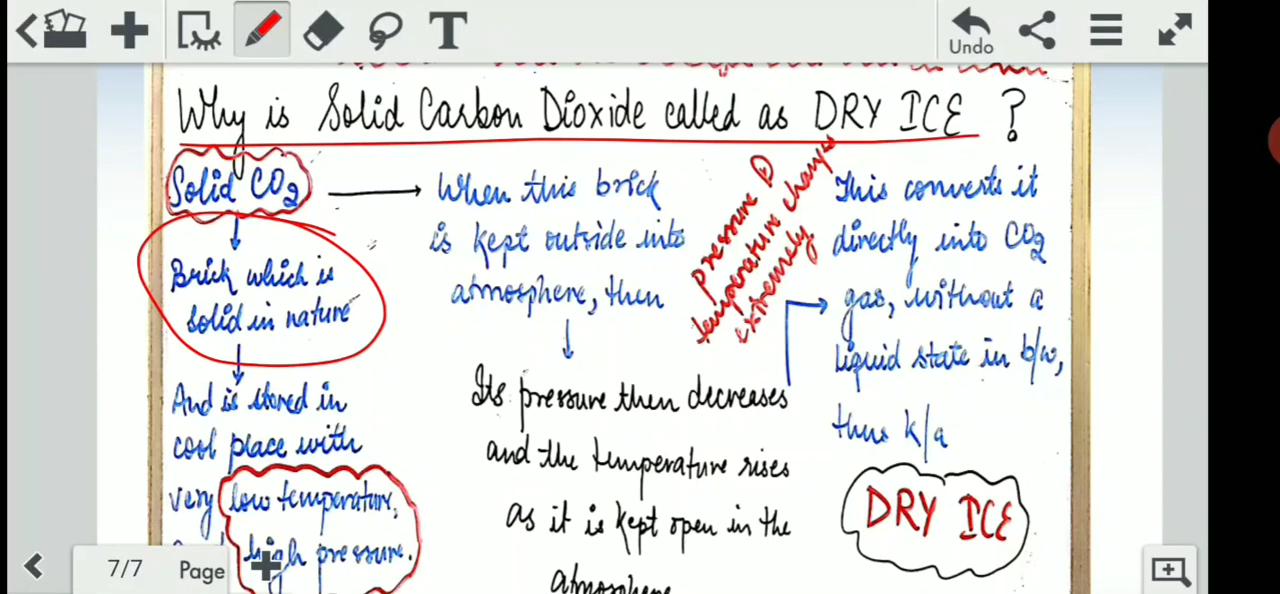 T
Undo
Why is Solid Carbon Dioxide called as DRY ICE ?
Solid CO2
Brick which is
solid in nature
And is stored in
cool place with
very low temperature,
high pressure.
When this brick
is kept outside into
atmosphere, then
Its pressure then decreases
and the temperature rises
as it is kept open in the
atmosphere
pressure &
temperature changes
extremely
This converts it
directly into CO2
gas, without a
liquid state in b/w,
thus k/a
DRY ICE
7/7 Page